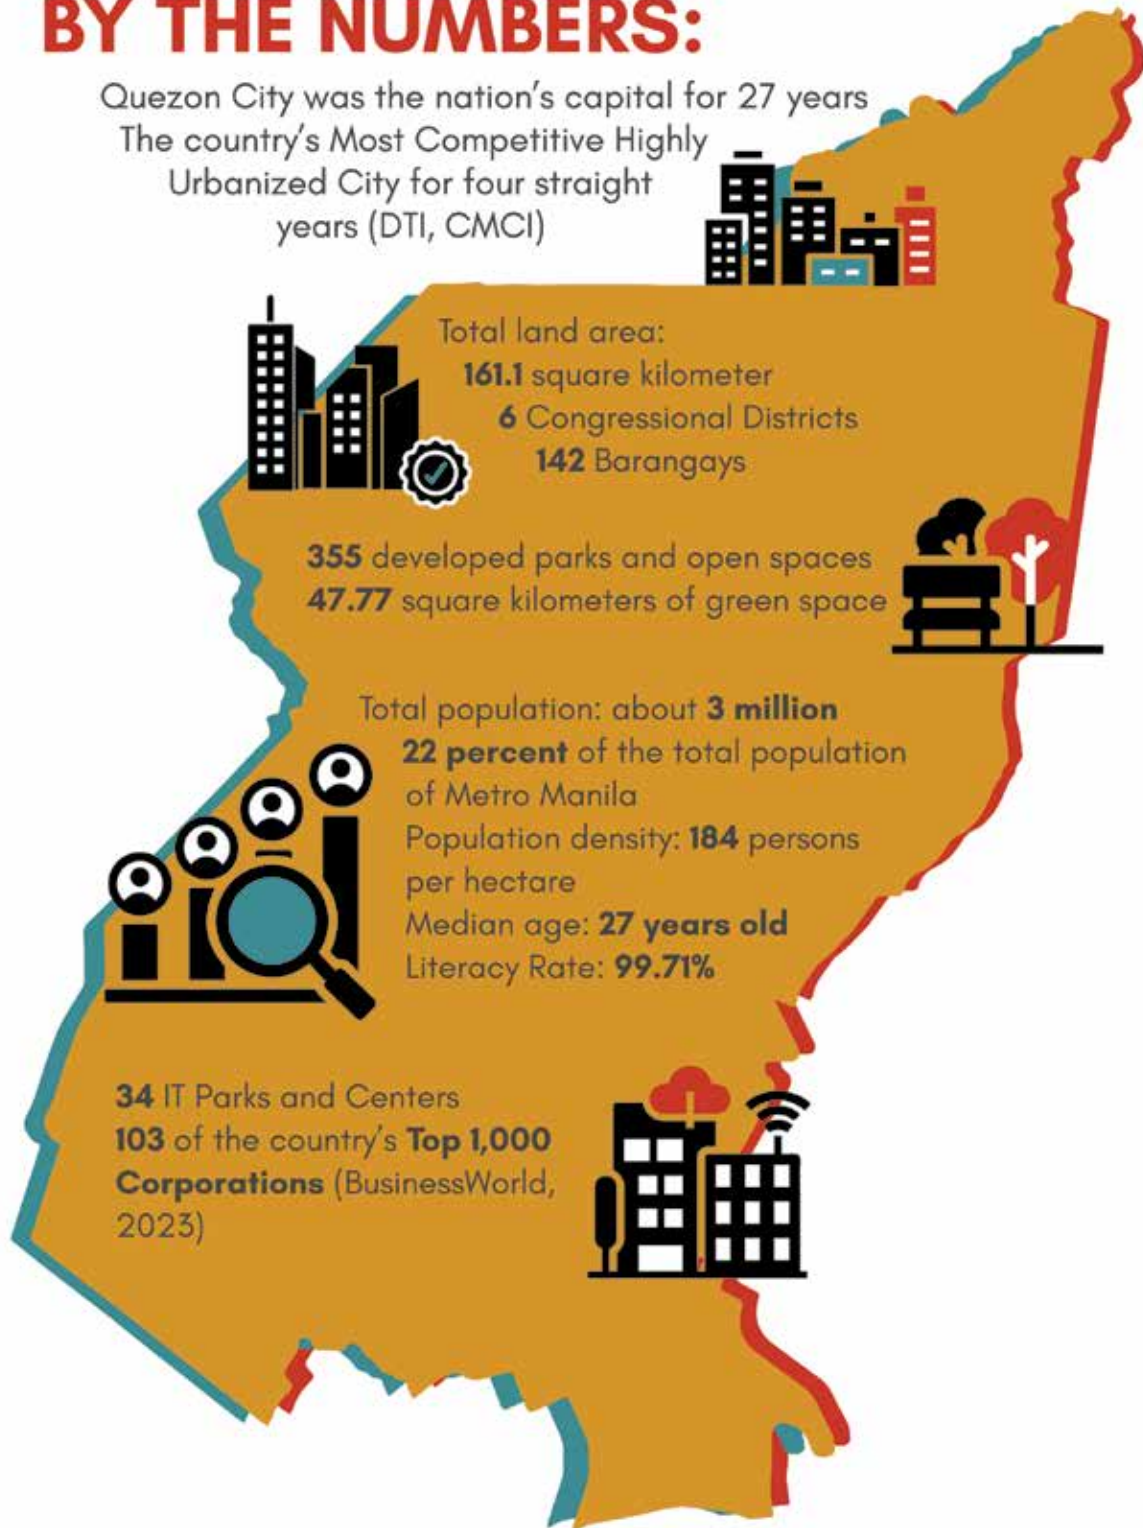 BY THE NUMBERS:
Quezon City was the nation's capital for 27 years
The country's Most Competitive Highly
Urbanized City for four straight
years (DTI, CMCI)
Total land area:
161.1 square kilometer
6 Congressional Districts
142 Barangays
355 developed parks and open spaces
47.77 square kilometers of green space
Total population: about 3 million
22 percent of the total population
of Metro Manila
Population density: 184 persons
per hectare
Median age: 27 years old
Literacy Rate: 99.71%
34 IT Parks and Centers
103 of the country's Top 1,000
Corporations (BusinessWorld,
2023)